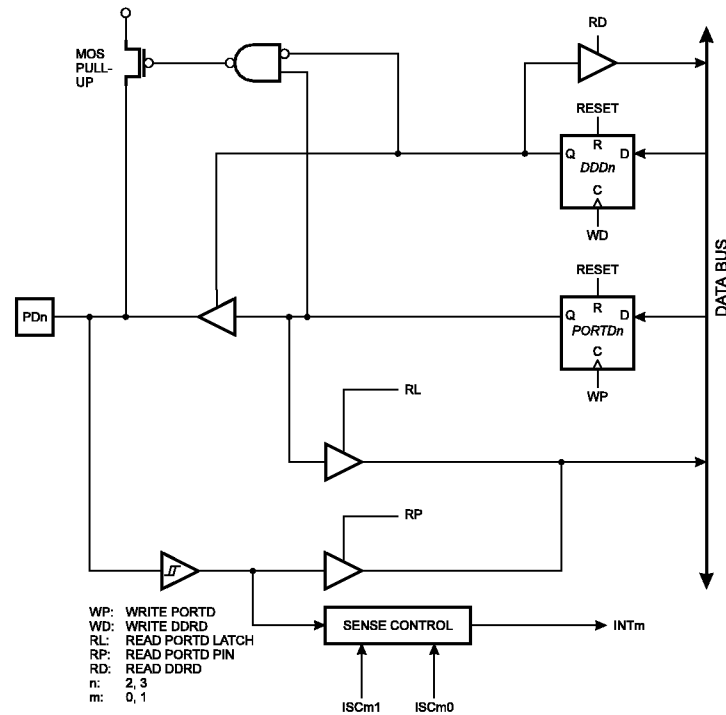 MOS
PULL-
UP
RD
RESET
R
Q
D
DDDn
C
WD
DATA BUS
RESET
PDn
R
Q
D
PORTDn
C
WP
RL
RP
WP: WRITE PORTD
WD: WRITE DDRD
RL: READ PORTD LATCH
RP: READ PORTD PIN
RD: READ DDRD
n: 2, 3
m: 0, 1
SENSE CONTROL
INTm
ISCm1
ISCm0